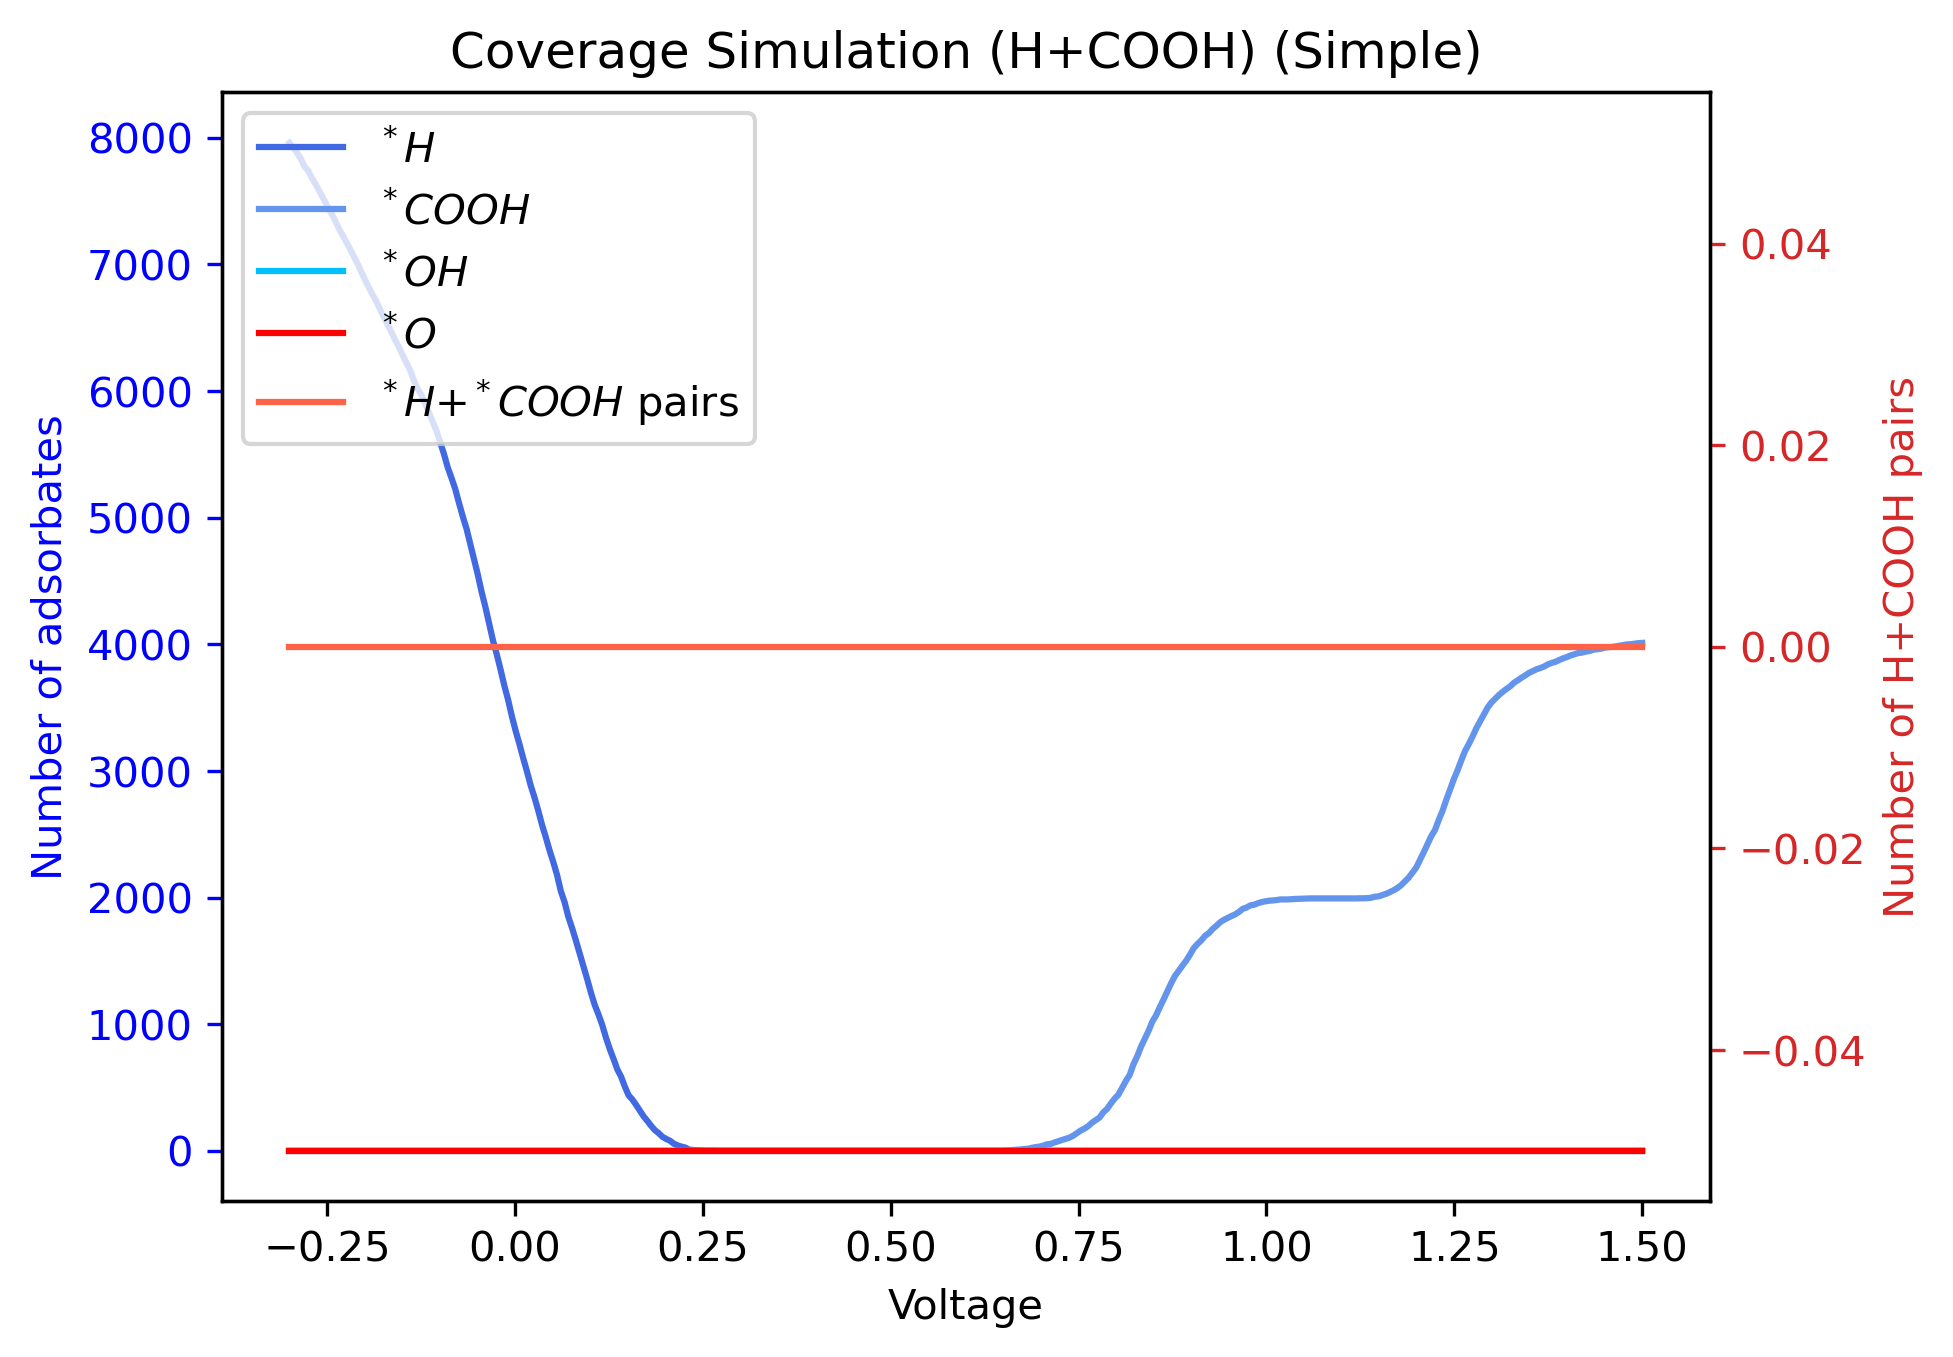 Coverage Simulation (H+COOH) (Simple)
*H
*COOH
*OH
*O
*H+*COOH pairs
Number of adsorbates
8000
7000
6000
5000
4000
3000
2000
1000
0
0.04
0.02
0.00
−0.02
−0.04
Number of H+COOH pairs
−0.25 0.00 0.25 0.50 0.75 1.00 1.25 1.50
Voltage